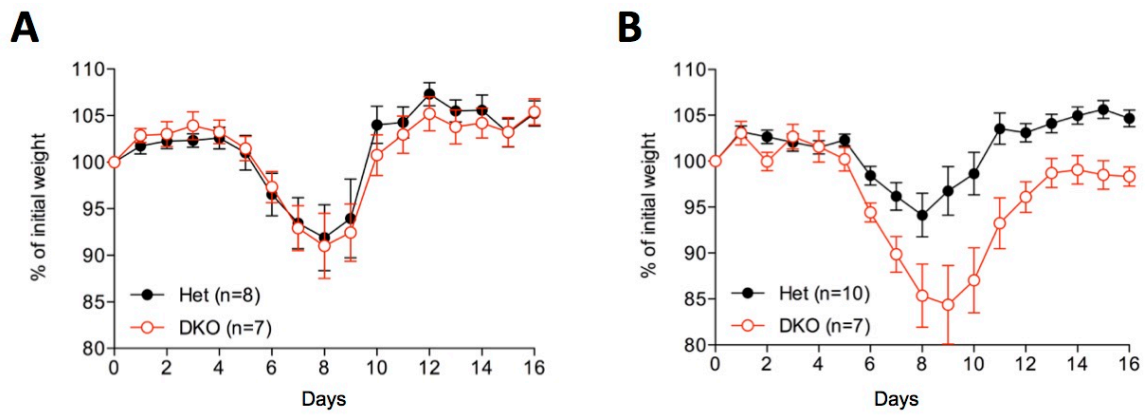 A
110
105
100
95
90
85
80
% of initial weight
Het (n=8)
DKO (n=7)
0 2 4 6 8 10 12 14 16
Days
B
110
105
100
95
90
85
80
% of initial weight
Het (n=10)
DKO (n=7)
0 2 4 6 8 10 12 14 16
Days